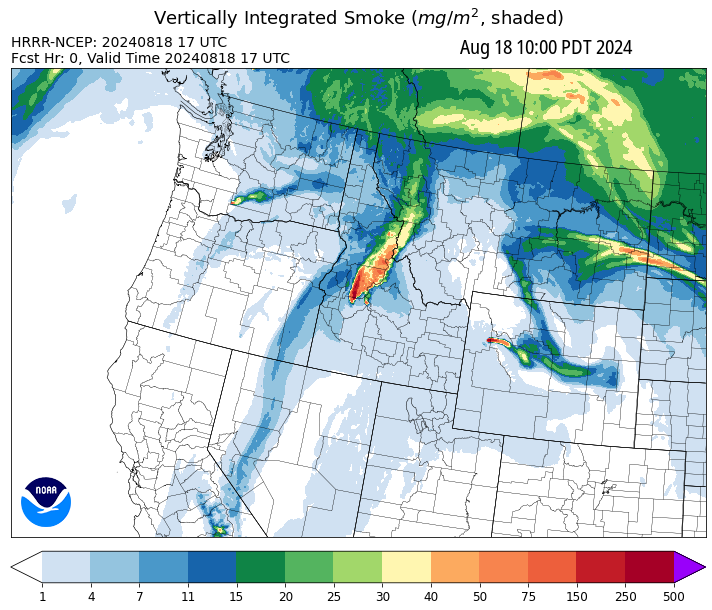 Vertically Integrated Smoke (mg/m², shaded)
HRRR-NCEP: 20240818 17 UTC
Fcst Hr: 0, Valid Time 20240818 17 UTC
Aug 18 10:00 PDT 2024
NOAA
1 4 7 11 15 20 25 30 40 50 75 150 250 500